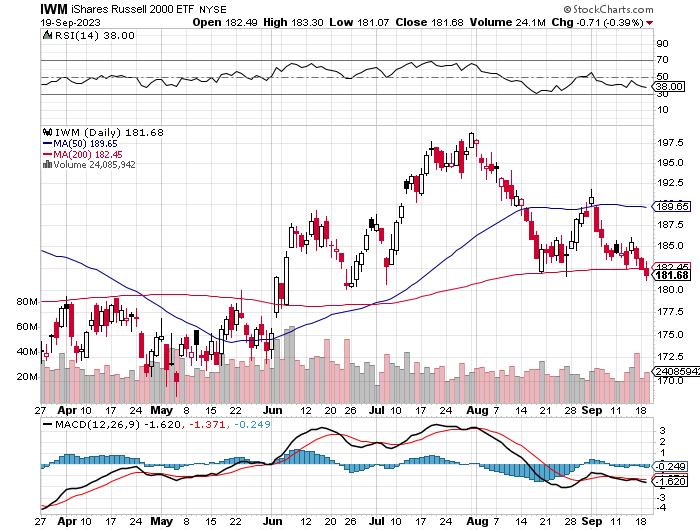 IWM iShares Russell 2000 ETF NYSE © StockCharts.com
19-Sep-2023 Open 182.49 High 183.30 Low 181.07 Close 181.68 Volume 24.1M Chg -0.71 (-0.39%)
RSI(14) 38.00
90
70
50
38.00
30
10
IWM (Daily) 181.68
MA(50) 189.65
MA(200) 182.45
Volume 24,085,942
197.5
195.0
192.5
189.65
187.5
185.0
182.45
181.68
180.0
177.5
175.0
172.5
170.0
80M
60M
40M
20M
24085942
27 Apr 10 17 24 May 8 15 22 Jun 12 20 26 Jul 10 17 24 Aug 7 14 21 28 Sep 11 18
MACD(12,26,9) -1.620, -1.371, -0.249
3
2
1
-0.249
-1.620
-3
-4
27 Apr 10 17 24 May 8 15 22 Jun 12 20 26 Jul 10 17 24 Aug 7 14 21 28 Sep 11 18